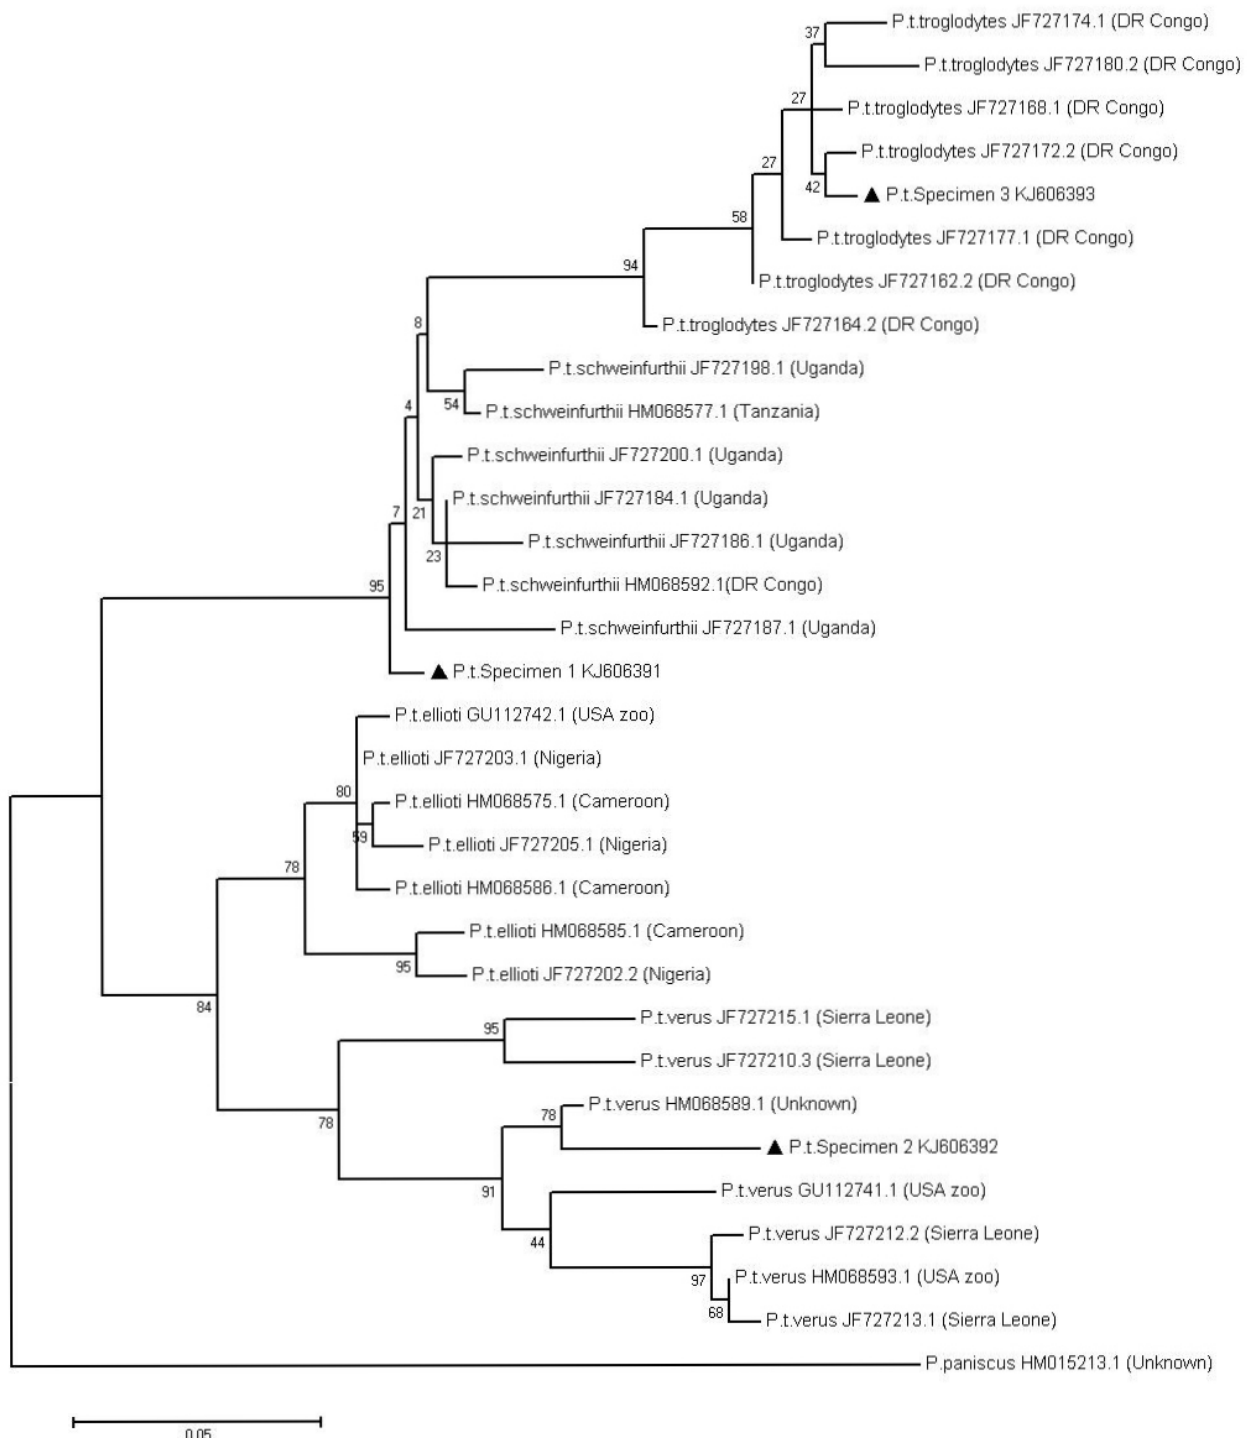 P.t.troglodytes JF727174.1 (DR Congo)
37
P.t.troglodytes JF727180.2 (DR Congo)
27
P.t.troglodytes JF727168.1 (DR Congo)
P.t.troglodytes JF727172.2 (DR Congo)
27
42
▲ P.t.Specimen 3 KJ606393
58
P.t.troglodytes JF727177.1 (DR Congo)
94
P.t.troglodytes JF727162.2 (DR Congo)
P.t.troglodytes JF727164.2 (DR Congo)
8
P.t.schweinfurthii JF727198.1 (Uganda)
4
54
P.t.schweinfurthii HM068577.1 (Tanzania)
P.t.schweinfurthii JF727200.1 (Uganda)
P.t.schweinfurthii JF727184.1 (Uganda)
7
21
P.t.schweinfurthii JF727186.1 (Uganda)
23
P.t.schweinfurthii HM068592.1(DR Congo)
95
P.t.schweinfurthii JF727187.1 (Uganda)
▲ P.t.Specimen 1 KJ606391
P.t.ellioti GU112742.1 (USA zoo)
P.t.ellioti JF727203.1 (Nigeria)
80
P.t.ellioti HM068575.1 (Cameroon)
59
P.t.ellioti JF727205.1 (Nigeria)
78
P.t.ellioti HM068586.1 (Cameroon)
P.t.ellioti HM068585.1 (Cameroon)
95
P.t.ellioti JF727202.2 (Nigeria)
84
P.t.verus JF727215.1 (Sierra Leone)
95
P.t.verus JF727210.3 (Sierra Leone)
P.t.verus HM068589.1 (Unknown)
78
78
▲ P.t.Specimen 2 KJ606392
91
P.t.verus GU112741.1 (USA zoo)
44
P.t.verus JF727212.2 (Sierra Leone)
97
P.t.verus HM068593.1 (USA zoo)
68
P.t.verus JF727213.1 (Sierra Leone)
P.paniscus HM015213.1 (Unknown)
0.05